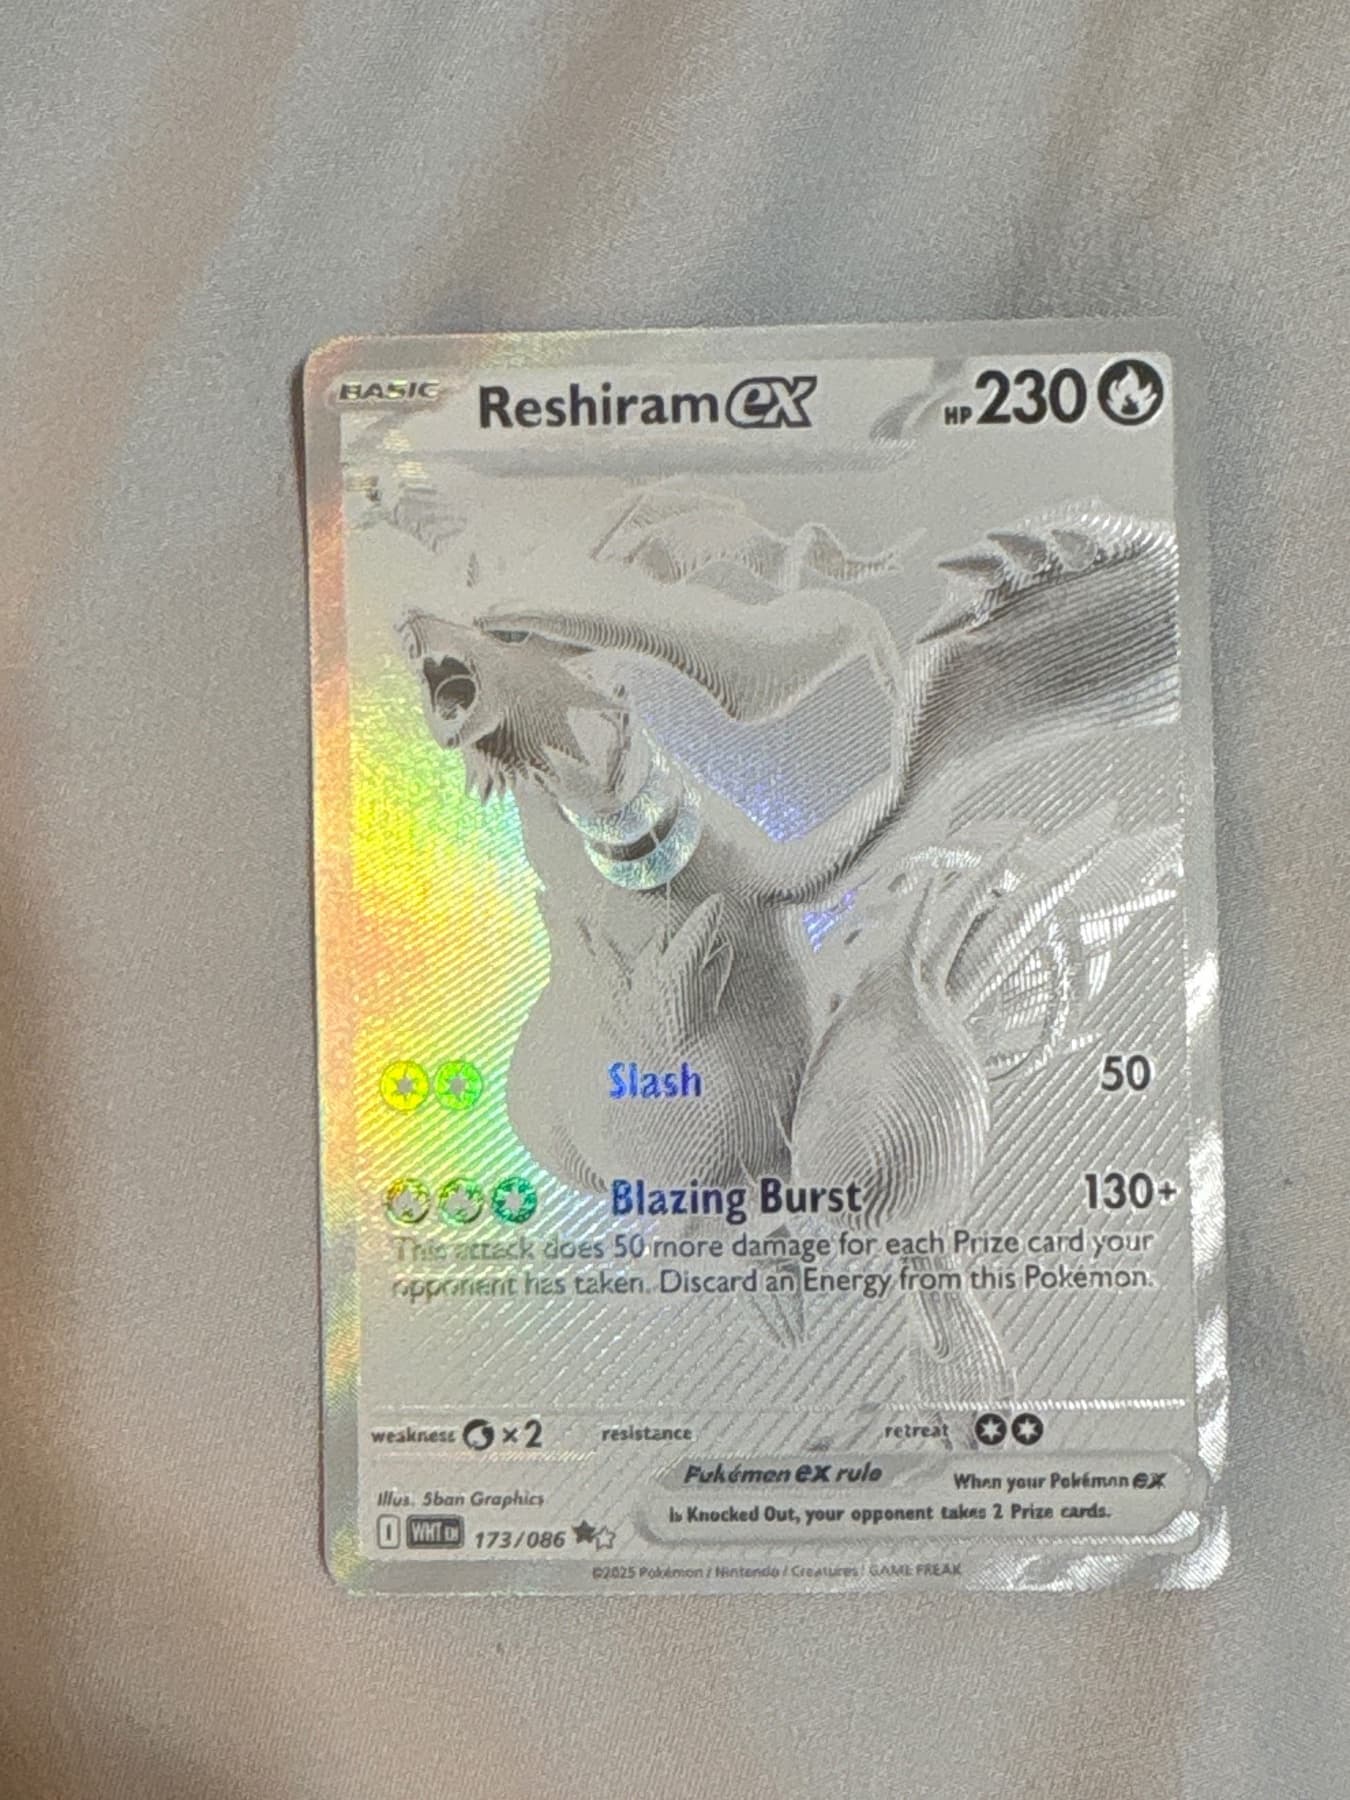 BASIC Reshiram ex HP 230
Slash 50
Blazing Burst 130+
This attack does 50 more damage for each Prize card your
opponent has taken. Discard an Energy from this Pokémon.
weakness ×2 resistance retreat
Pokémon ex rule When your Pokémon ex
is Knocked Out, your opponent takes 2 Prize cards.
Illus. 5ban Graphics
I WHT EN 173/086
©2025 Pokémon / Nintendo / Creatures / GAME FREAK